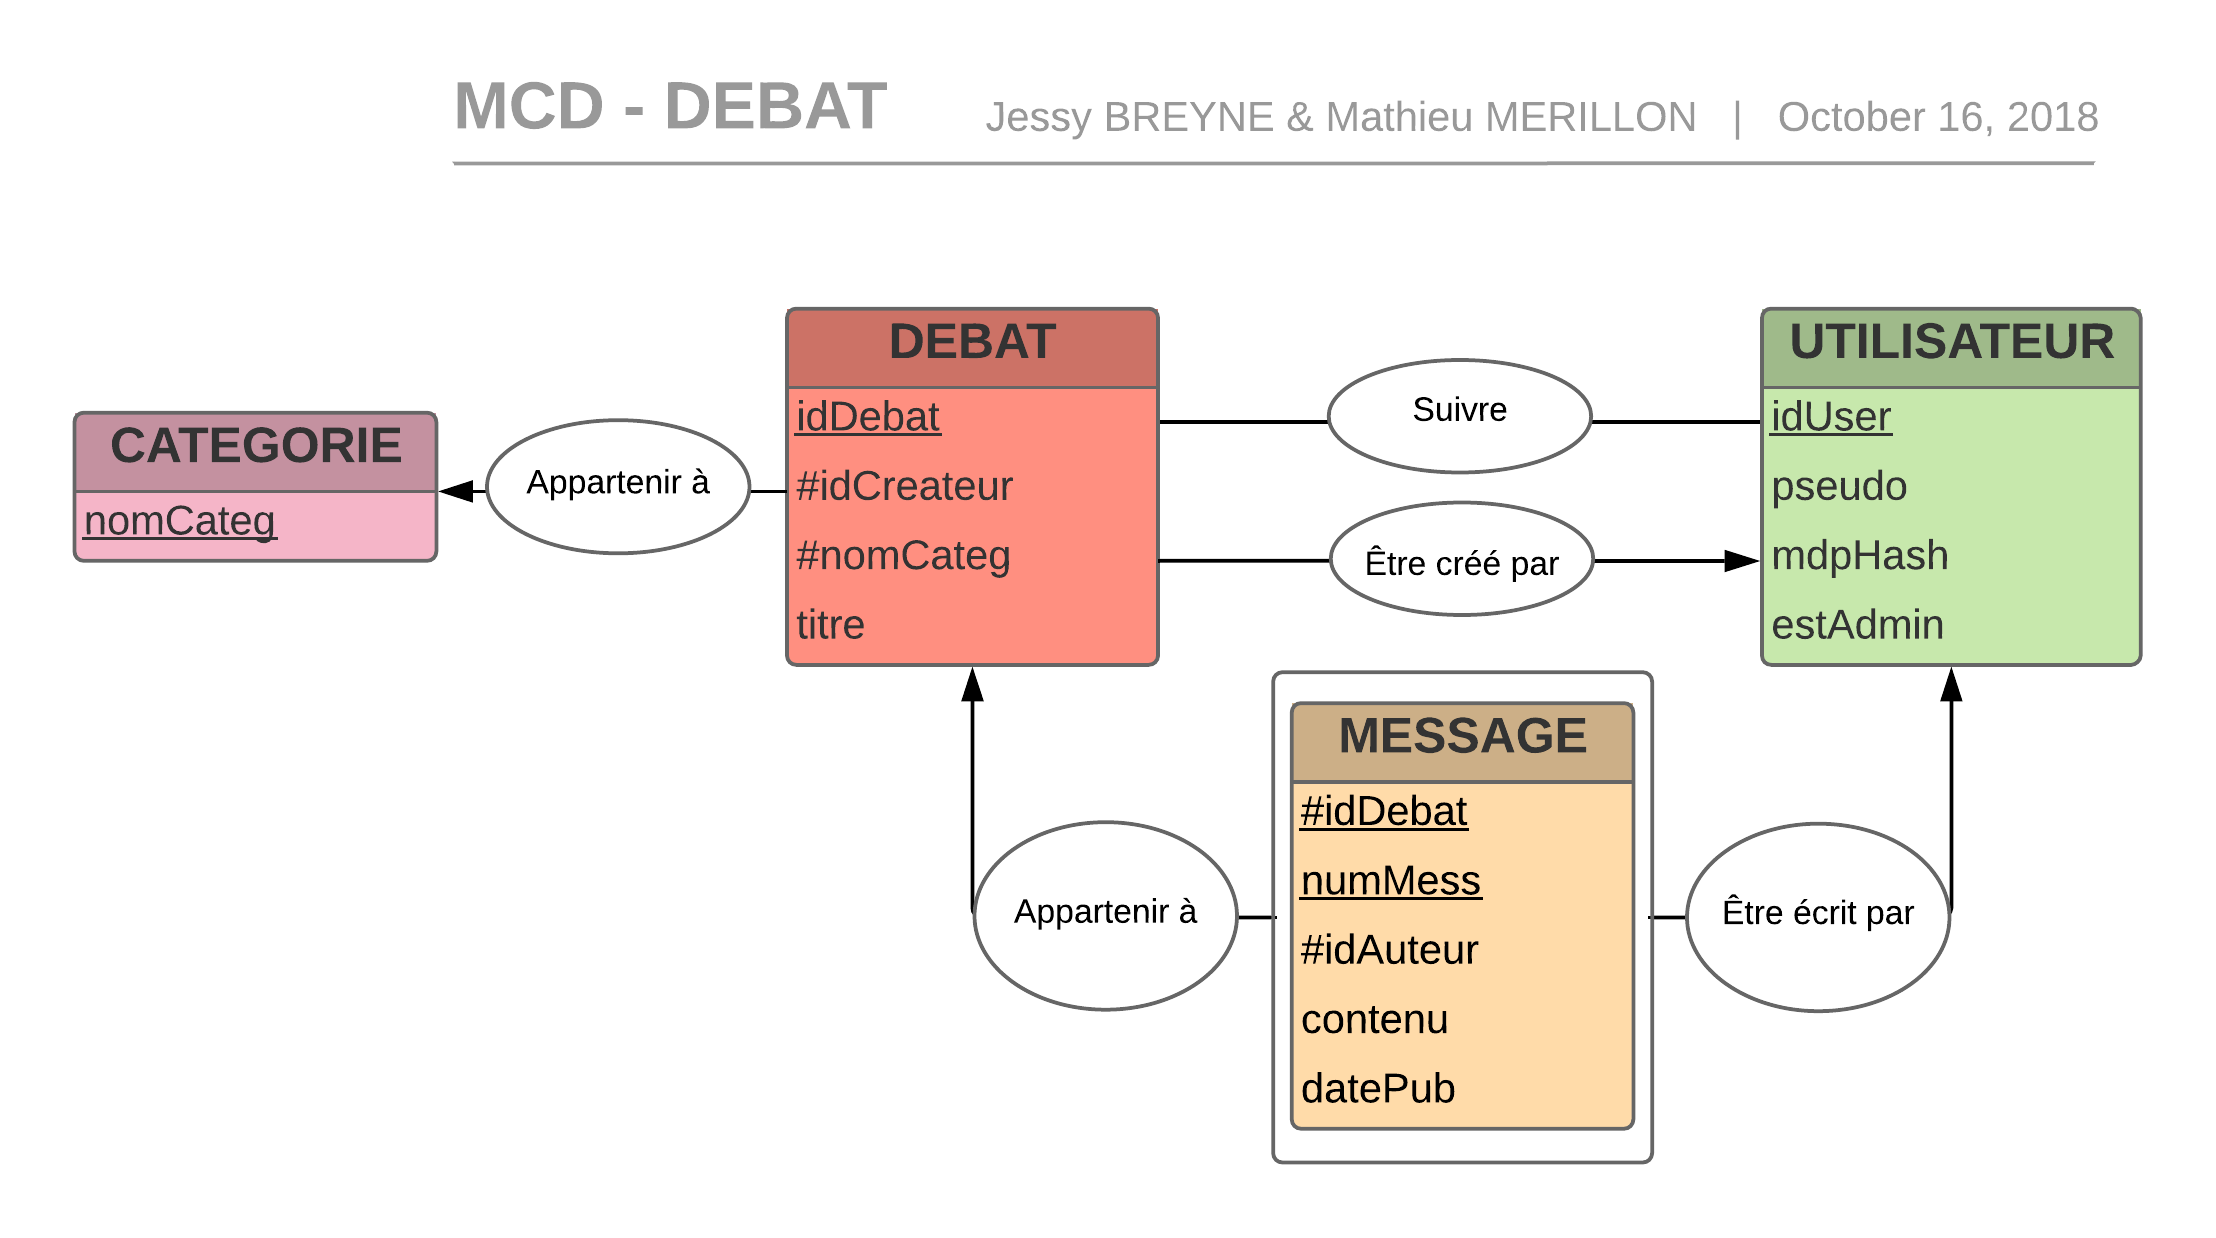 MCD - DEBAT
Jessy BREYNE & Mathieu MERILLON | October 16, 2018
CATEGORIE
nomCateg
Appartenir à
DEBAT
idDebat
#idCreateur
#nomCateg
titre
Suivre
Être créé par
UTILISATEUR
idUser
pseudo
mdpHash
estAdmin
Appartenir à
MESSAGE
#idDebat
numMess
#idAuteur
contenu
datePub
Être écrit par